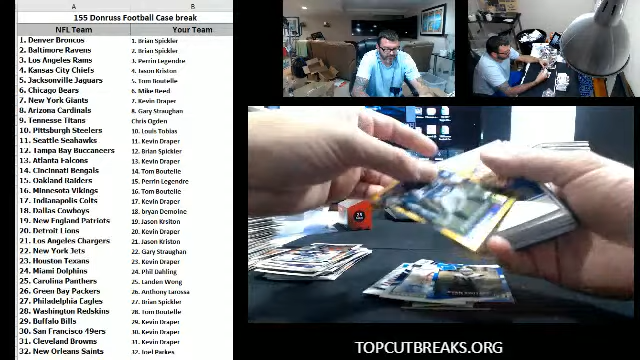 A B
155 Donruss Football Case break
NFL Team Your Team
1. Denver Broncos 1. Brian Spickler
2. Baltimore Ravens 2. Brian Spickler
3. Los Angeles Rams 3. Perrin Legendre
4. Kansas City Chiefs 4. Jason Kriston
5. Jacksonville Jaguars 5. Tom Boutelle
6. Chicago Bears 6. Mike Reed
7. New York Giants 7. Kevin Draper
8. Arizona Cardinals 8. Gary Straughan
9. Tennesse Titans Chris Ogden
10. Pittsburgh Steelers 10. Louis Tobias
11. Seattle Seahawks 11. Kevin Draper
12. Tampa Bay Buccaneers 12. Brian Spickler
13. Atlanta Falcons 13. Kevin Draper
14. Cincinnati Bengals 14. Tom Boutelle
15. Oakland Raiders 15. Perrin Legendre
16. Minnesota Vikings 16. Tom Boutelle
17. Indianapolis Colts 17. Kevin Draper
18. Dallas Cowboys 18. bryan Demoine
19. New England Patriots 19. Jason Kriston
20. Detroit Lions 20. Kevin Draper
21. Los Angeles Chargers 21. Jason Kriston
22. New York Jets 22. Gary Straughan
23. Houston Texans 23. Kevin Draper
24. Miami Dolphins 24. Phil Dahling
25. Carolina Panthers 25. Landen Wong
26. Green Bay Packers 26. Anthony Larossa
27. Philadelphia Eagles 27. Brian Spickler
28. Washington Redskins 28. Tom Boutelle
29. Buffalo Bills 29. Kevin Draper
30. San Francisco 49ers 30. Kevin Draper
31. Cleveland Browns 31. Kevin Draper
32. New Orleans Saints 32. Joel Parkes
TOPCUTBREAKS.ORG